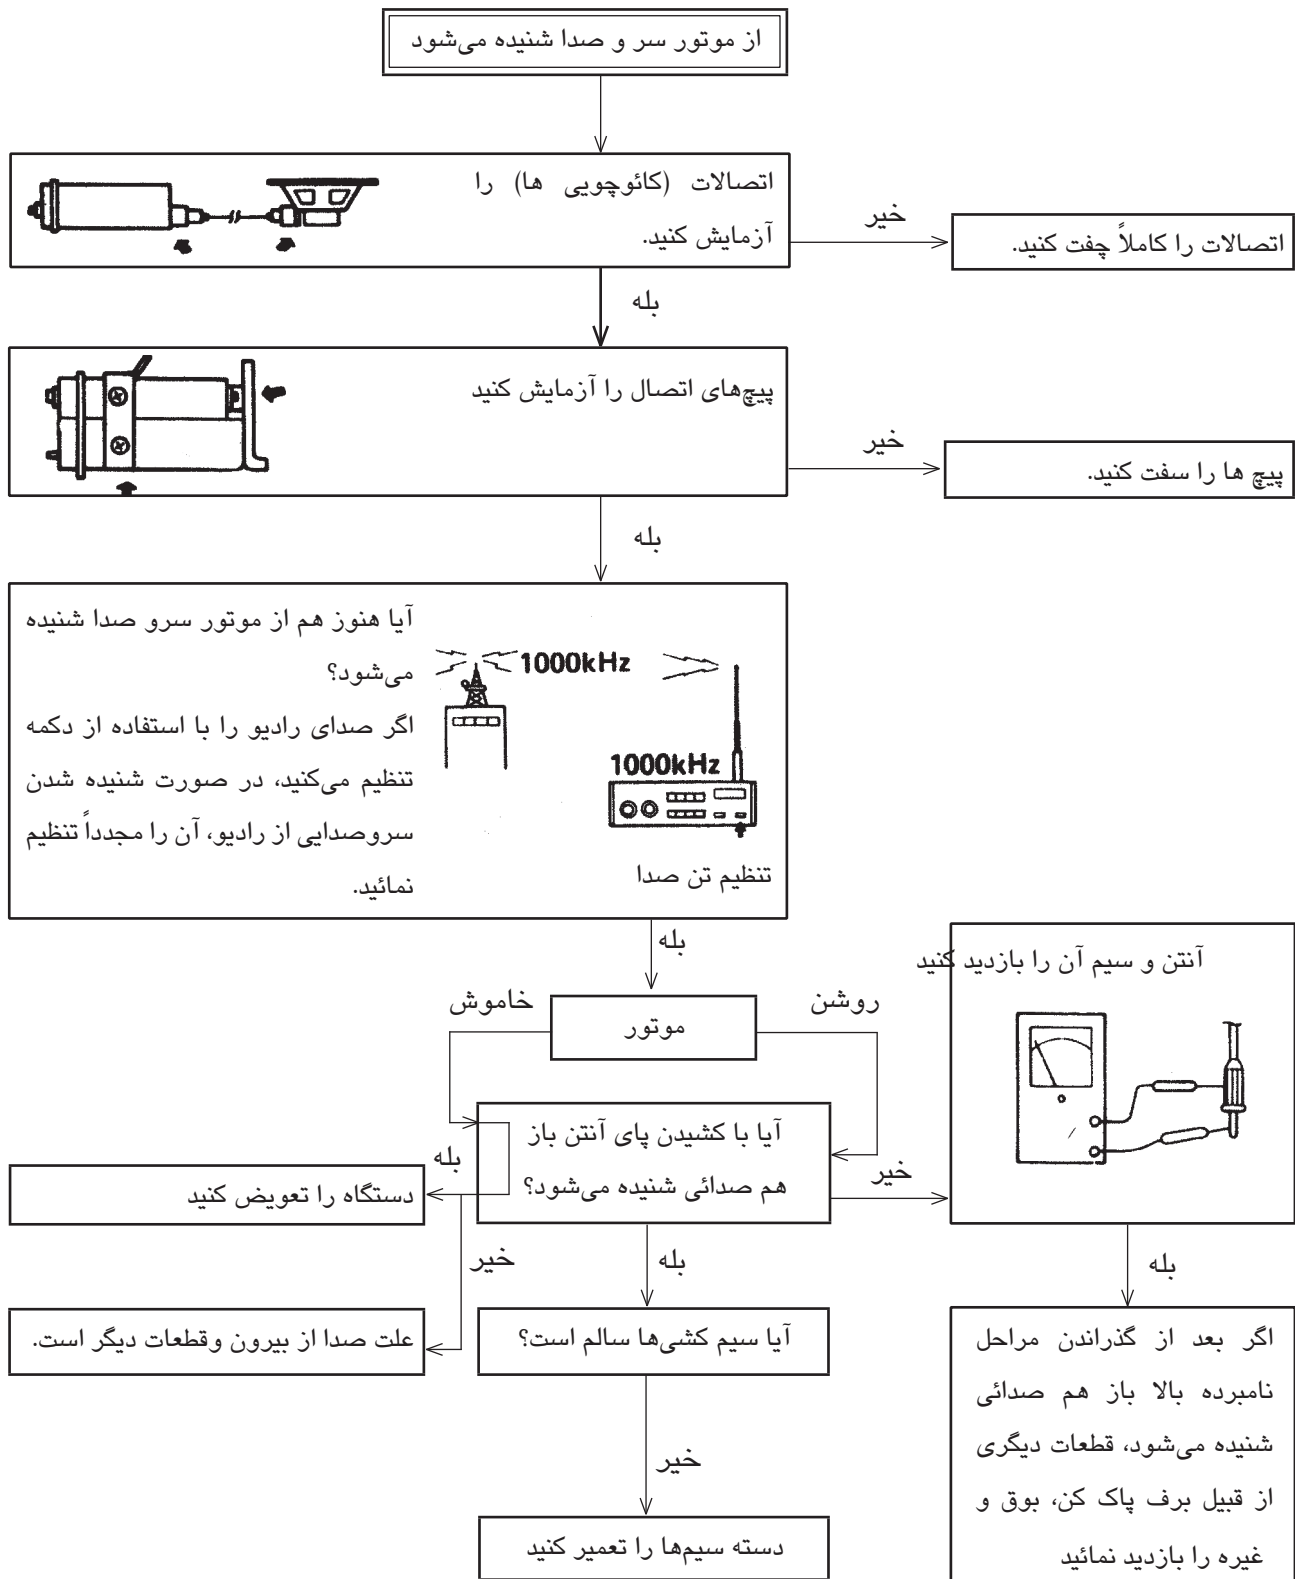 از موتور سر و صدا شنیده می‌شود
اتصالات (کائوچویی ها) را
آزمایش کنید.
خیر
اتصالات را کاملاً چفت کنید.
بله
پیچ‌های اتصال را آزمایش کنید
خیر
پیچ ها را سفت کنید.
بله
آیا هنوز هم از موتور سرو صدا شنیده
می‌شود؟
اگر صدای رادیو را با استفاده از دکمه
تنظیم می‌کنید، در صورت شنیده شدن
سروصدایی از رادیو، آن را مجدداً تنظیم
نمائید.
1000kHz
1000kHz
تنظیم تن صدا
بله
موتور
خاموش
روشن
آنتن و سیم آن را بازدید کنید
آیا با کشیدن پای آنتن باز
هم صدائی شنیده می‌شود؟
بله
دستگاه را تعویض کنید
خیر
علت صدا از بیرون وقطعات دیگر است.
خیر
بله
آیا سیم کشی‌ها سالم است؟
خیر
دسته سیم‌ها را تعمیر کنید
بله
اگر بعد از گذراندن مراحل
نامبرده بالا باز هم صدائی
شنیده می‌شود، قطعات دیگری
از قبیل برف پاک کن، بوق و
غیره را بازدید نمائید